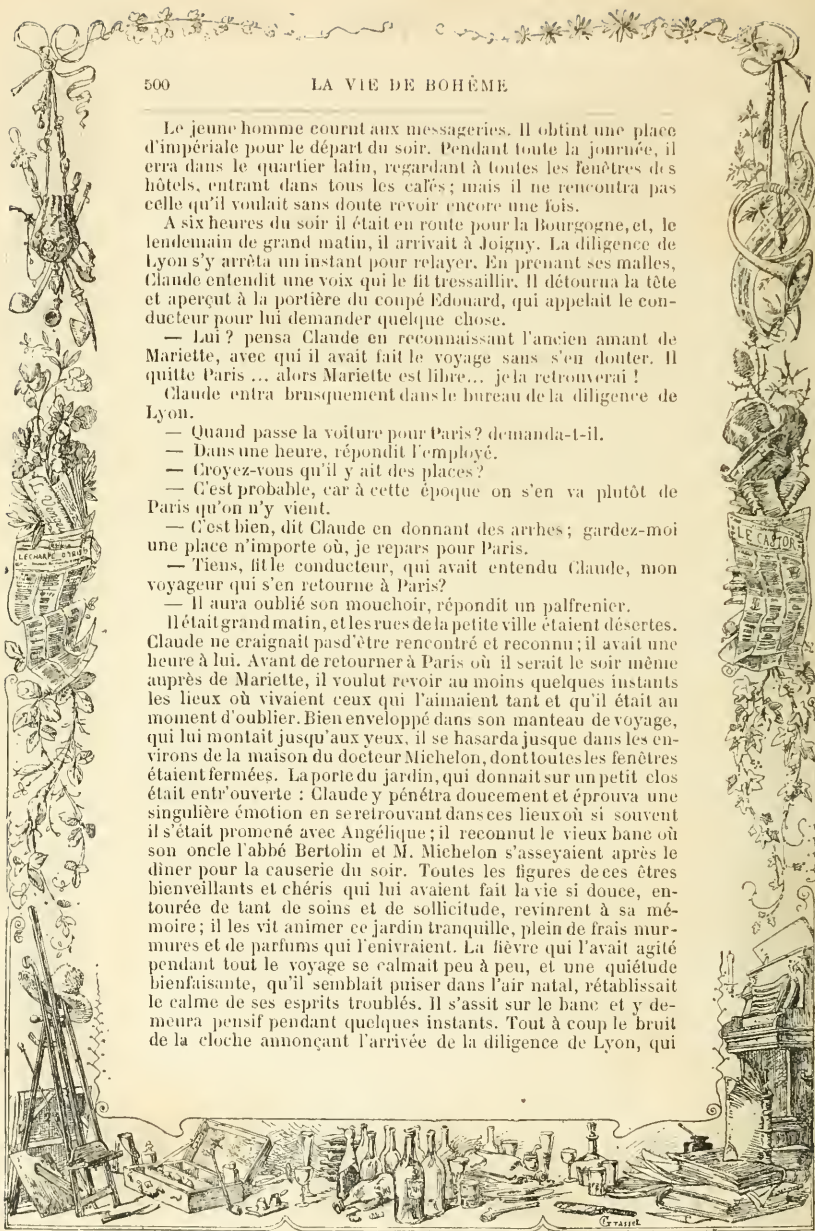 500 LA VIE DE BOHÈME
Le jeune homme courut aux messageries. Il obtint une place
d'impériale pour le départ du soir. Pendant toute la journée, il
erra dans le quartier latin, regardant à toutes les fenêtres des
hôtels, entrant dans tous les cafés ; mais il ne rencontra pas
celle qu'il voulait sans doute revoir encore une fois.
A six heures du soir il était en route pour la Bourgogne, et, le
lendemain de grand matin, il arrivait à Joigny. La diligence de
Lyon s'y arrêta un instant pour relayer. En prenant ses malles,
Claude entendit une voix qui le fit tressaillir. Il détourna la tête
et aperçut à la portière du coupé Edouard, qui appelait le con-
ducteur pour lui demander quelque chose.
— Lui ? pensa Claude en reconnaissant l'ancien amant de
Mariette, avec qui il avait fait le voyage sans s'en douter. Il
quitte Paris ... alors Mariette est libre... je la retrouverai !
Claude entra brusquement dans le bureau de la diligence de
Lyon.
— Quand passe la voiture pour Paris ? demanda-t-il.
— Dans une heure, répondit l'employé.
— Croyez-vous qu'il y ait des places ?
— C'est probable, car à cette époque on s'en va plutôt de
Paris qu'on n'y vient.
— C'est bien, dit Claude en donnant des arrhes ; gardez-moi
une place n'importe où, je repars pour Paris.
— Tiens, fit le conducteur, qui avait entendu Claude, mon
voyageur qui s'en retourne à Paris?
— Il aura oublié son mouchoir, répondit un palfrenier.
Il était grand matin, et les rues de la petite ville étaient désertes.
Claude ne craignait pas d'être rencontré et reconnu ; il avait une
heure à lui. Avant de retourner à Paris où il serait le soir même
auprès de Mariette, il voulut revoir au moins quelques instants
les lieux où vivaient ceux qui l'aimaient tant et qu'il était au
moment d'oublier. Bien enveloppé dans son manteau de voyage,
qui lui montait jusqu'aux yeux, il se hasarda jusque dans les en-
virons de la maison du docteur Michelon, dont toutes les fenêtres
étaient fermées. La porte du jardin, qui donnait sur un petit clos
était entr'ouverte : Claude y pénétra doucement et éprouva une
singulière émotion en se retrouvant dans ces lieux où si souvent
il s'était promené avec Angélique ; il reconnut le vieux banc où
son oncle l'abbé Bertolin et M. Michelon s'asseyaient après le
dîner pour la causerie du soir. Toutes les figures de ces êtres
bienveillants et chéris qui lui avaient fait la vie si douce, en-
tourée de tant de soins et de sollicitude, revinrent à sa mé-
moire ; il les vit animer ce jardin tranquille, plein de frais mur-
mures et de parfums qui l'enivraient. La fièvre qui l'avait agité
pendant tout le voyage se calmait peu à peu, et une quiétude
bienfaisante, qu'il semblait puiser dans l'air natal, rétablissait
le calme de ses esprits troublés. Il s'assit sur le banc et y de-
meura pensif pendant quelques instants. Tout à coup le bruit
de la cloche annonçant l'arrivée de la diligence de Lyon, qui
LE CASTOR
GRASSET